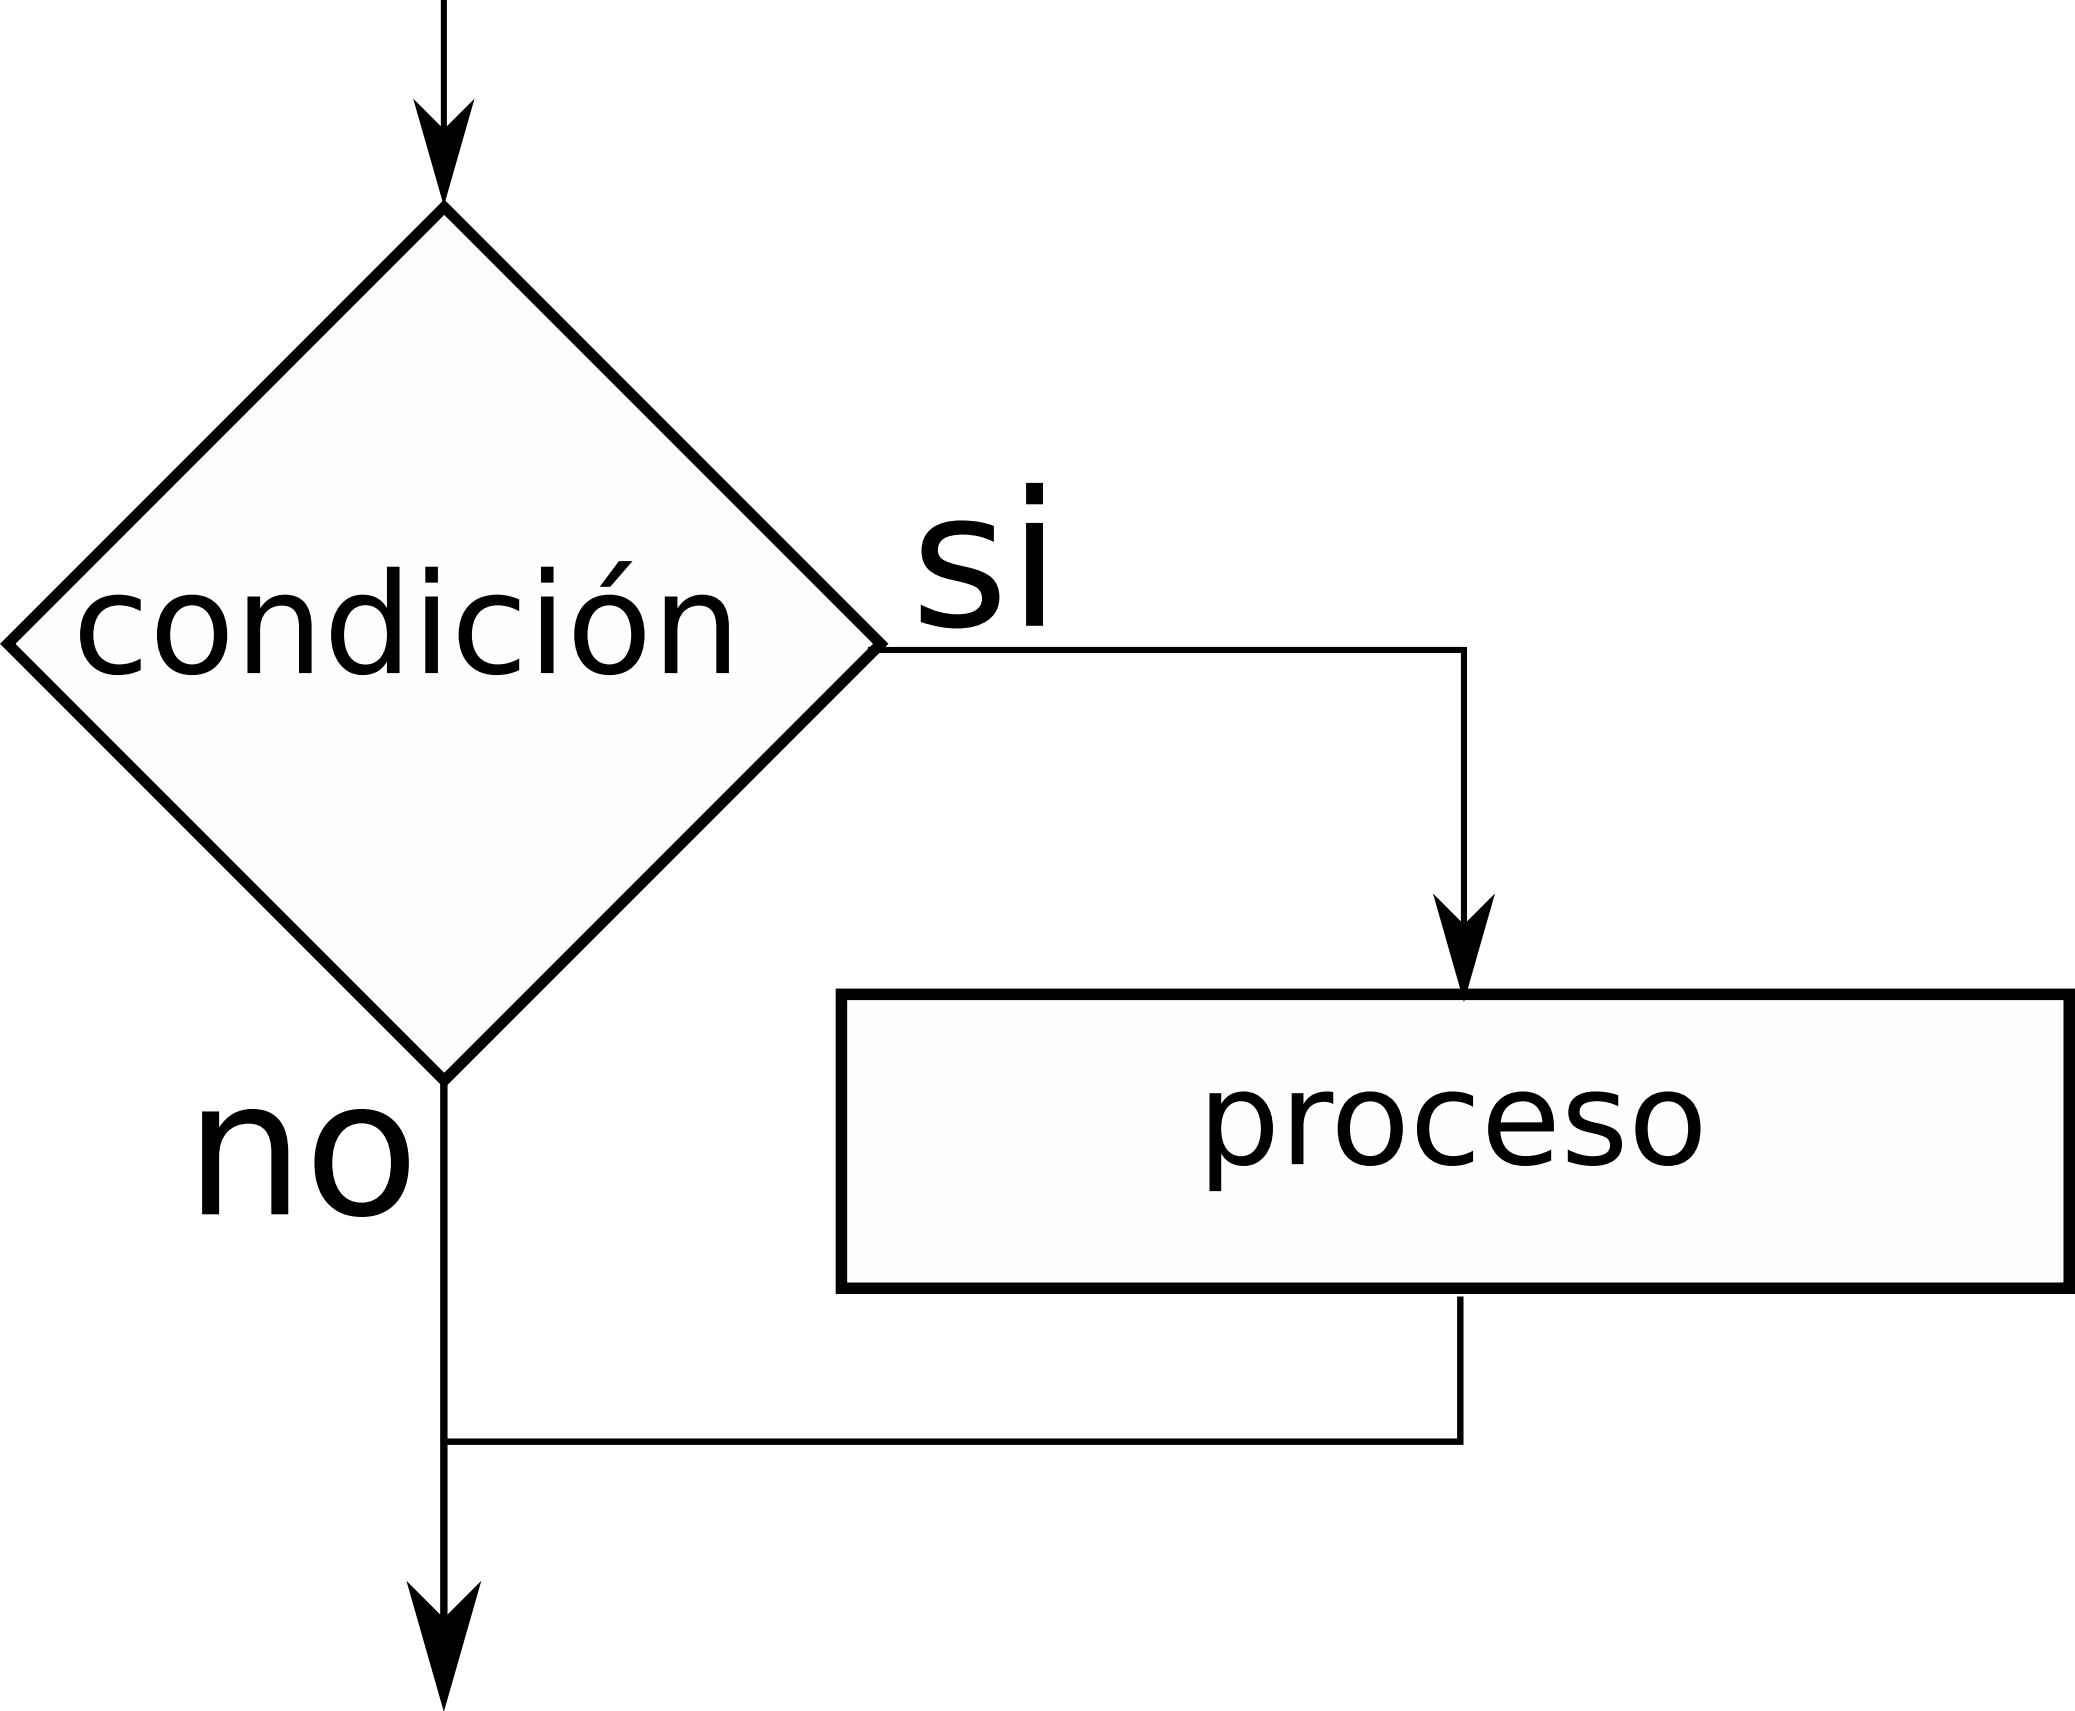 condición
si
no
proceso